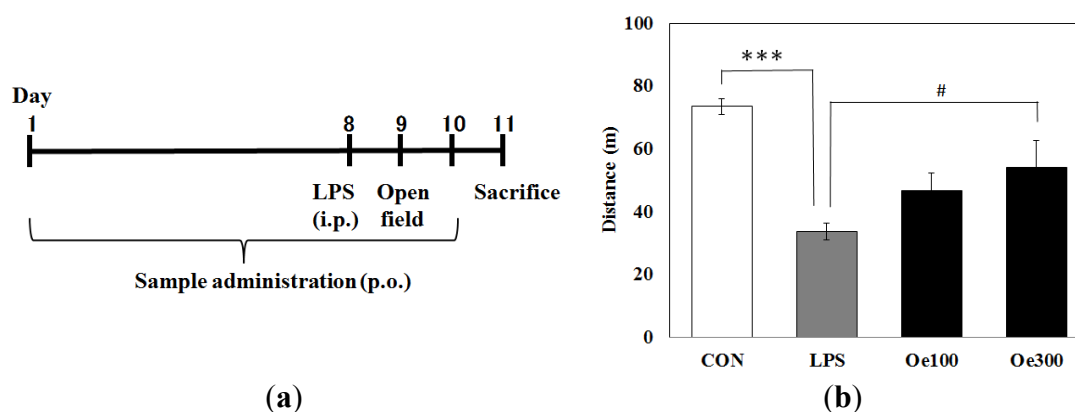 Day
1 8 9 10 11
LPS Open Sacrifice
(i.p.) field
Sample administration (p.o.)
(a)
100
80
60
40
20
0
Distance (m)
***
#
CON LPS Oe100 Oe300
(b)